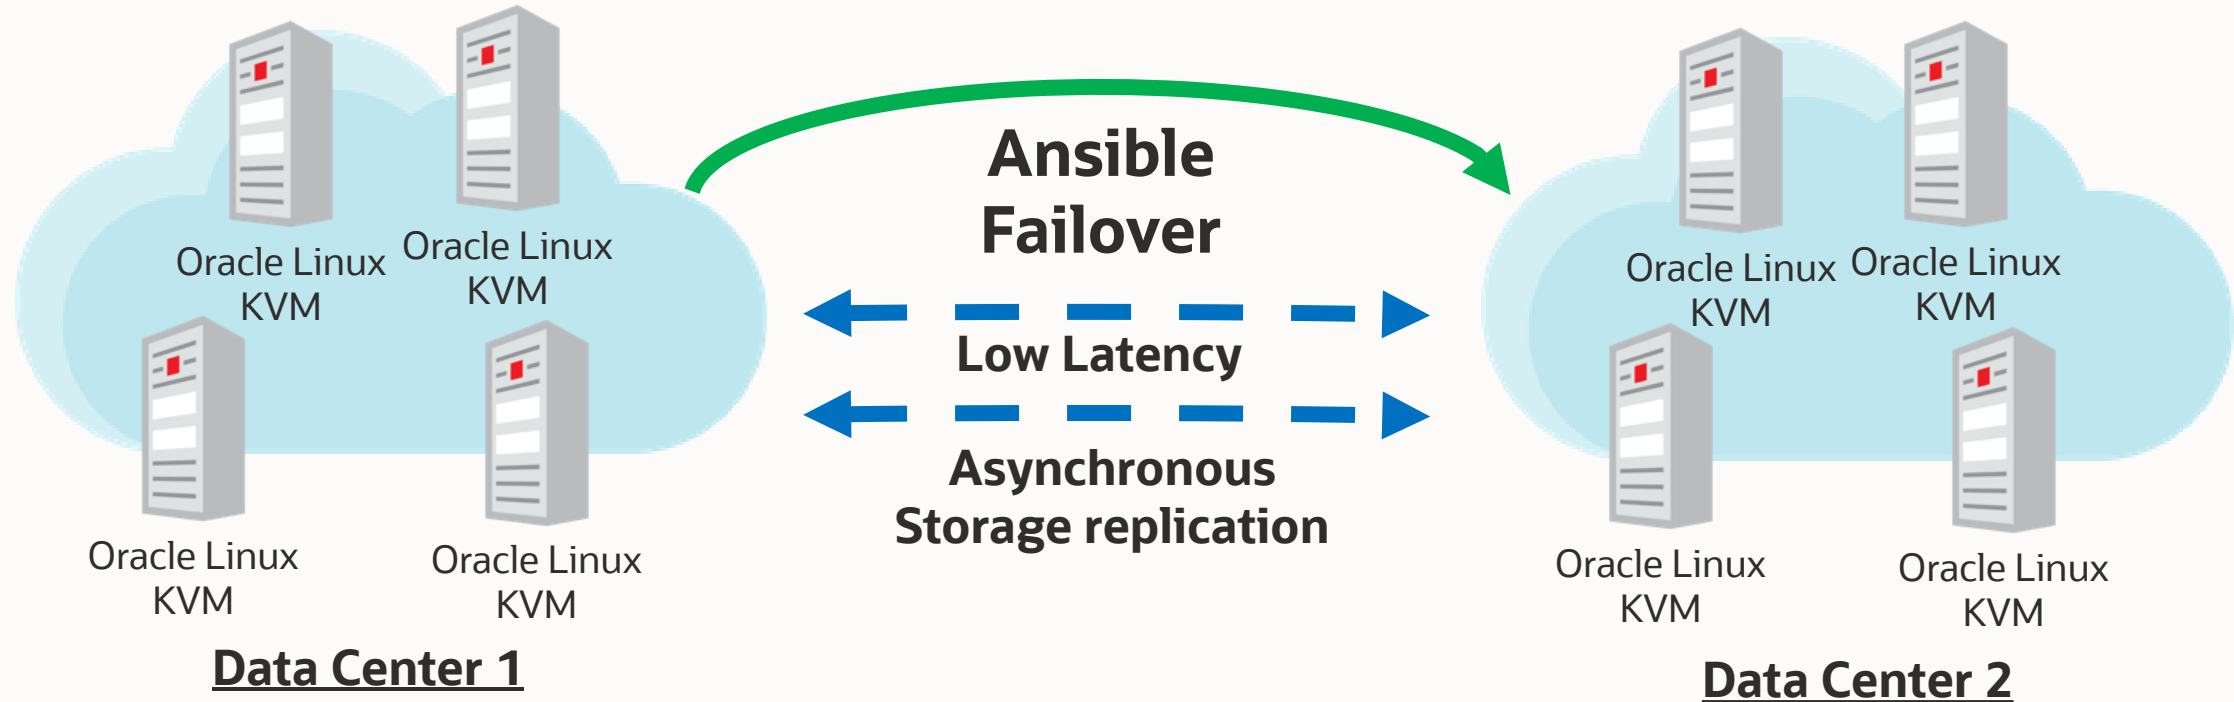 Oracle Linux
KVM
Oracle Linux
KVM
Oracle Linux
KVM
Oracle Linux
KVM
Data Center 1
Ansible
Failover
Low Latency
Asynchronous
Storage replication
Oracle Linux
KVM
Oracle Linux
KVM
Oracle Linux
KVM
Oracle Linux
KVM
Data Center 2